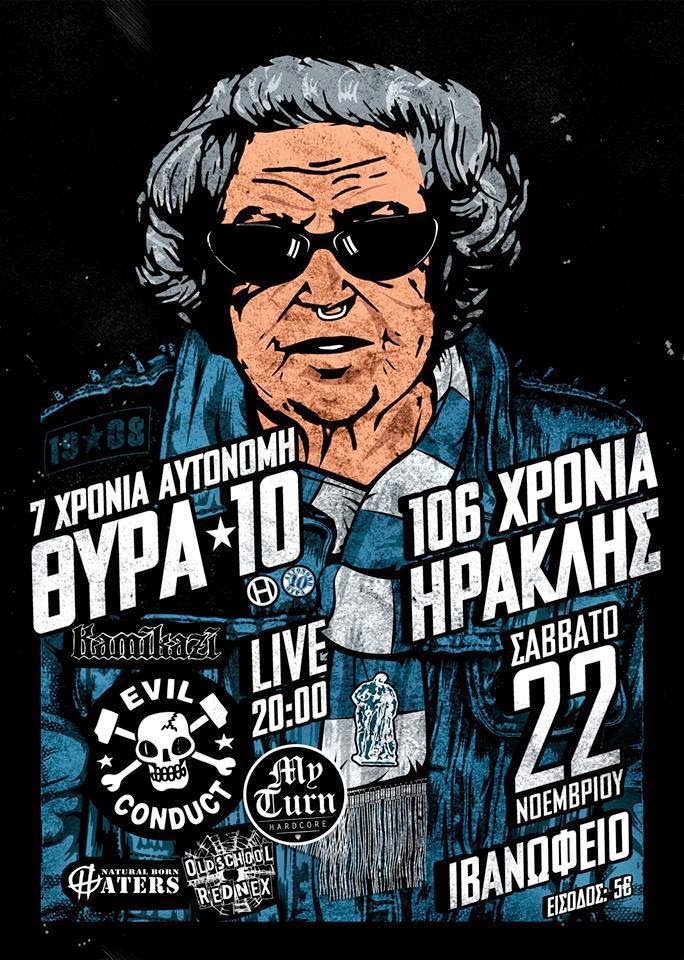 19★08
7 ΧΡΟΝΙΑ ΑΥΤΟΝΟΜΗ
ΘΥΡΑ★10
106 ΧΡΟΝΙΑ
ΗΡΑΚΛΗΣ
ΣΑΒΒΑΤΟ
22
ΝΟΕΜΒΡΙΟΥ
ΙΒΑΝΩΦΕΙΟ
ΕΙΣΟΔΟΣ: 5€
Kamikazi
LIVE
20:00
EVIL
CONDUCT
My
Turn
HARDCORE
NATURAL BORN
HATERS
OLDSCHOOL
REDNEX